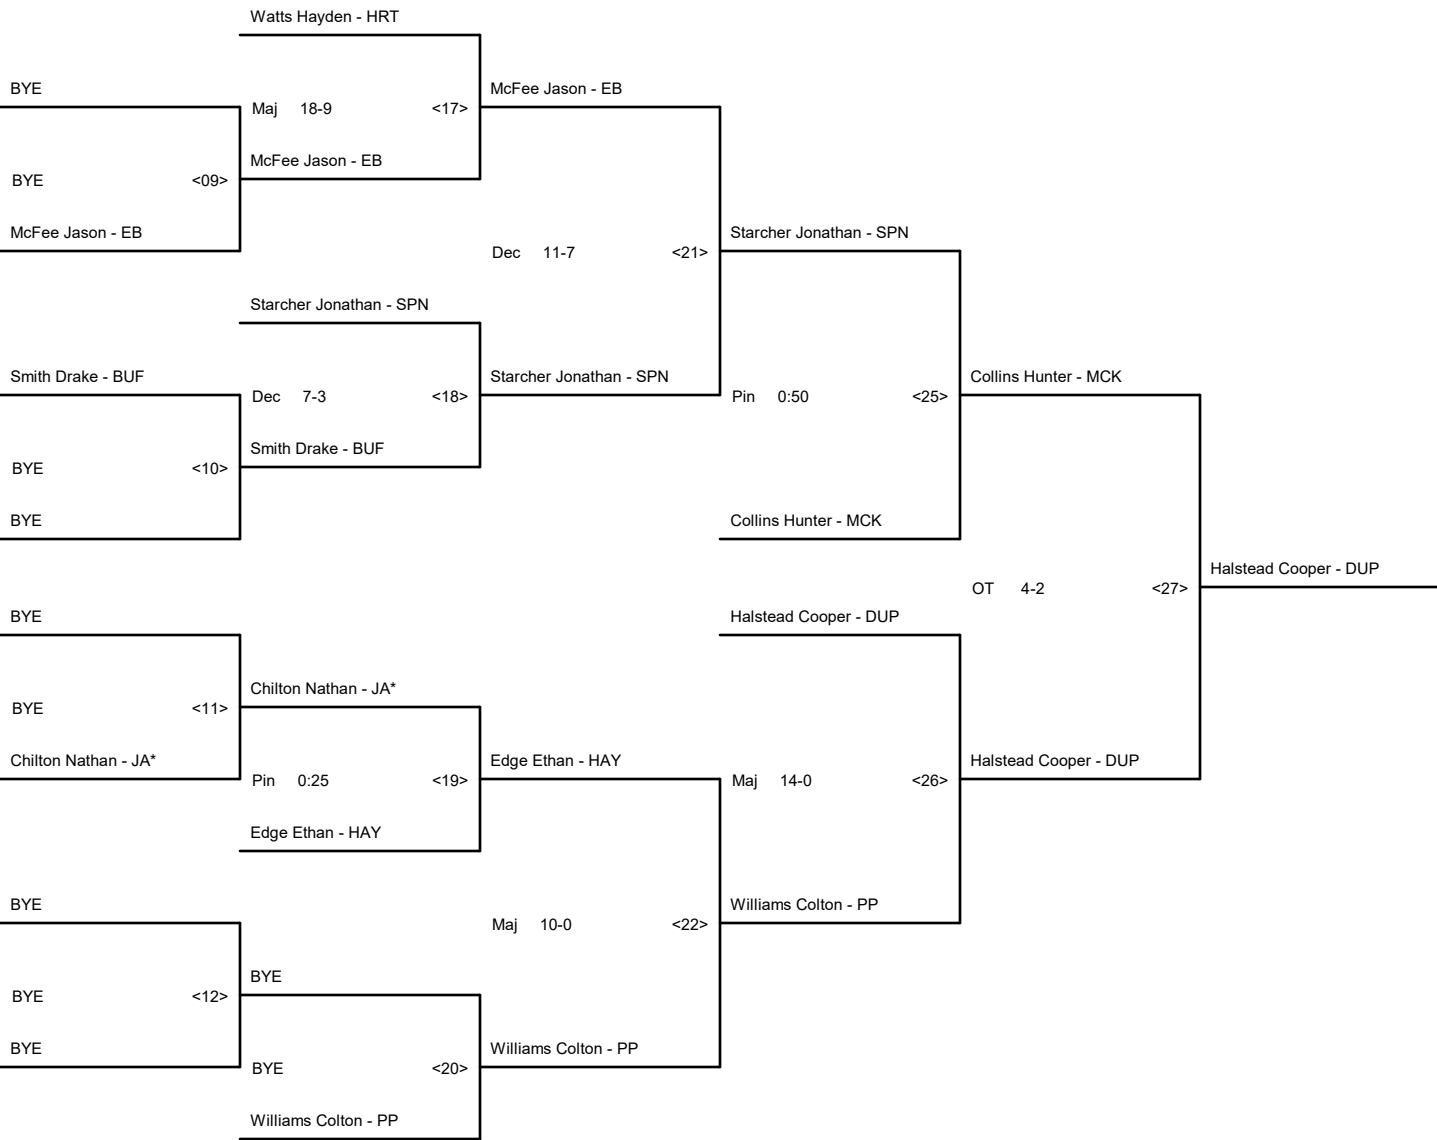 Watts Hayden - HRT
BYE
McFee Jason - EB
Maj 18-9 <17>
McFee Jason - EB
BYE <09>
McFee Jason - EB
Starcher Jonathan - SPN
Dec 11-7 <21>
Starcher Jonathan - SPN
Smith Drake - BUF
Starcher Jonathan - SPN
Collins Hunter - MCK
Dec 7-3 <18>
Pin 0:50 <25>
Smith Drake - BUF
BYE <10>
BYE
Collins Hunter - MCK
Halstead Cooper - DUP
OT 4-2 <27>
BYE
Halstead Cooper - DUP
Chilton Nathan - JA*
BYE <11>
Chilton Nathan - JA*
Edge Ethan - HAY
Halstead Cooper - DUP
Pin 0:25 <19>
Maj 14-0 <26>
Edge Ethan - HAY
BYE
Williams Colton - PP
Maj 10-0 <22>
BYE
BYE <12>
BYE
Williams Colton - PP
BYE <20>
Williams Colton - PP